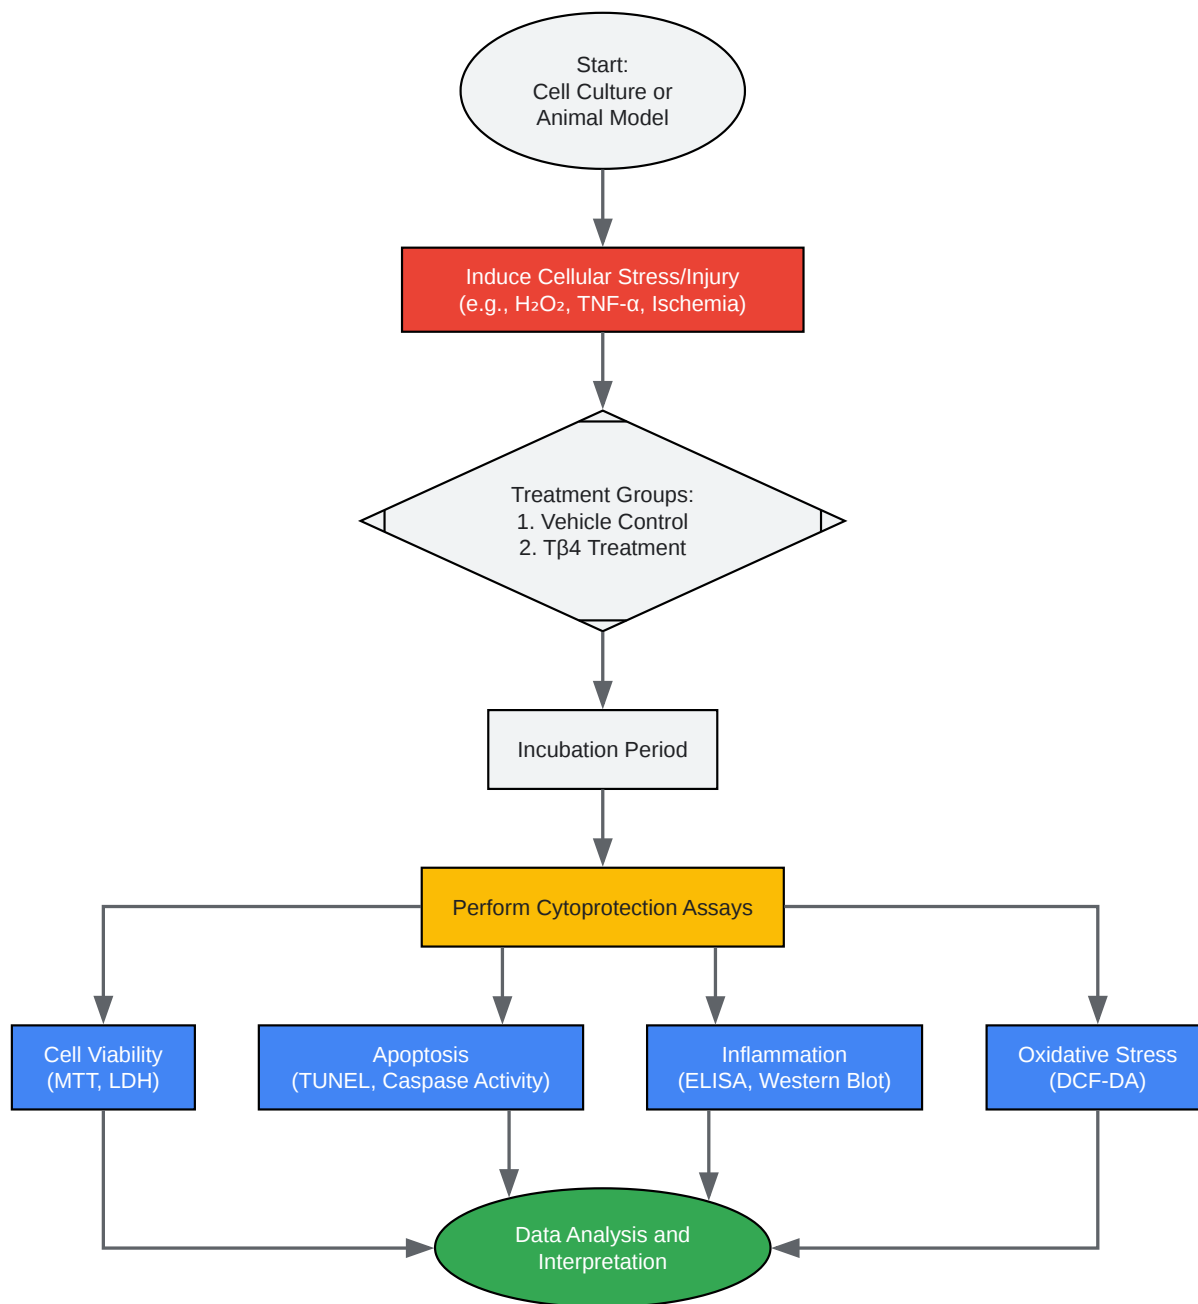 Start:
Cell Culture or
Animal Model
Induce Cellular Stress/Injury
(e.g., H₂O₂, TNF-α, Ischemia)
Treatment Groups:
1. Vehicle Control
2. Tβ4 Treatment
Incubation Period
Perform Cytoprotection Assays
Cell Viability
(MTT, LDH)
Apoptosis
(TUNEL, Caspase Activity)
Inflammation
(ELISA, Western Blot)
Oxidative Stress
(DCF-DA)
Data Analysis and
Interpretation